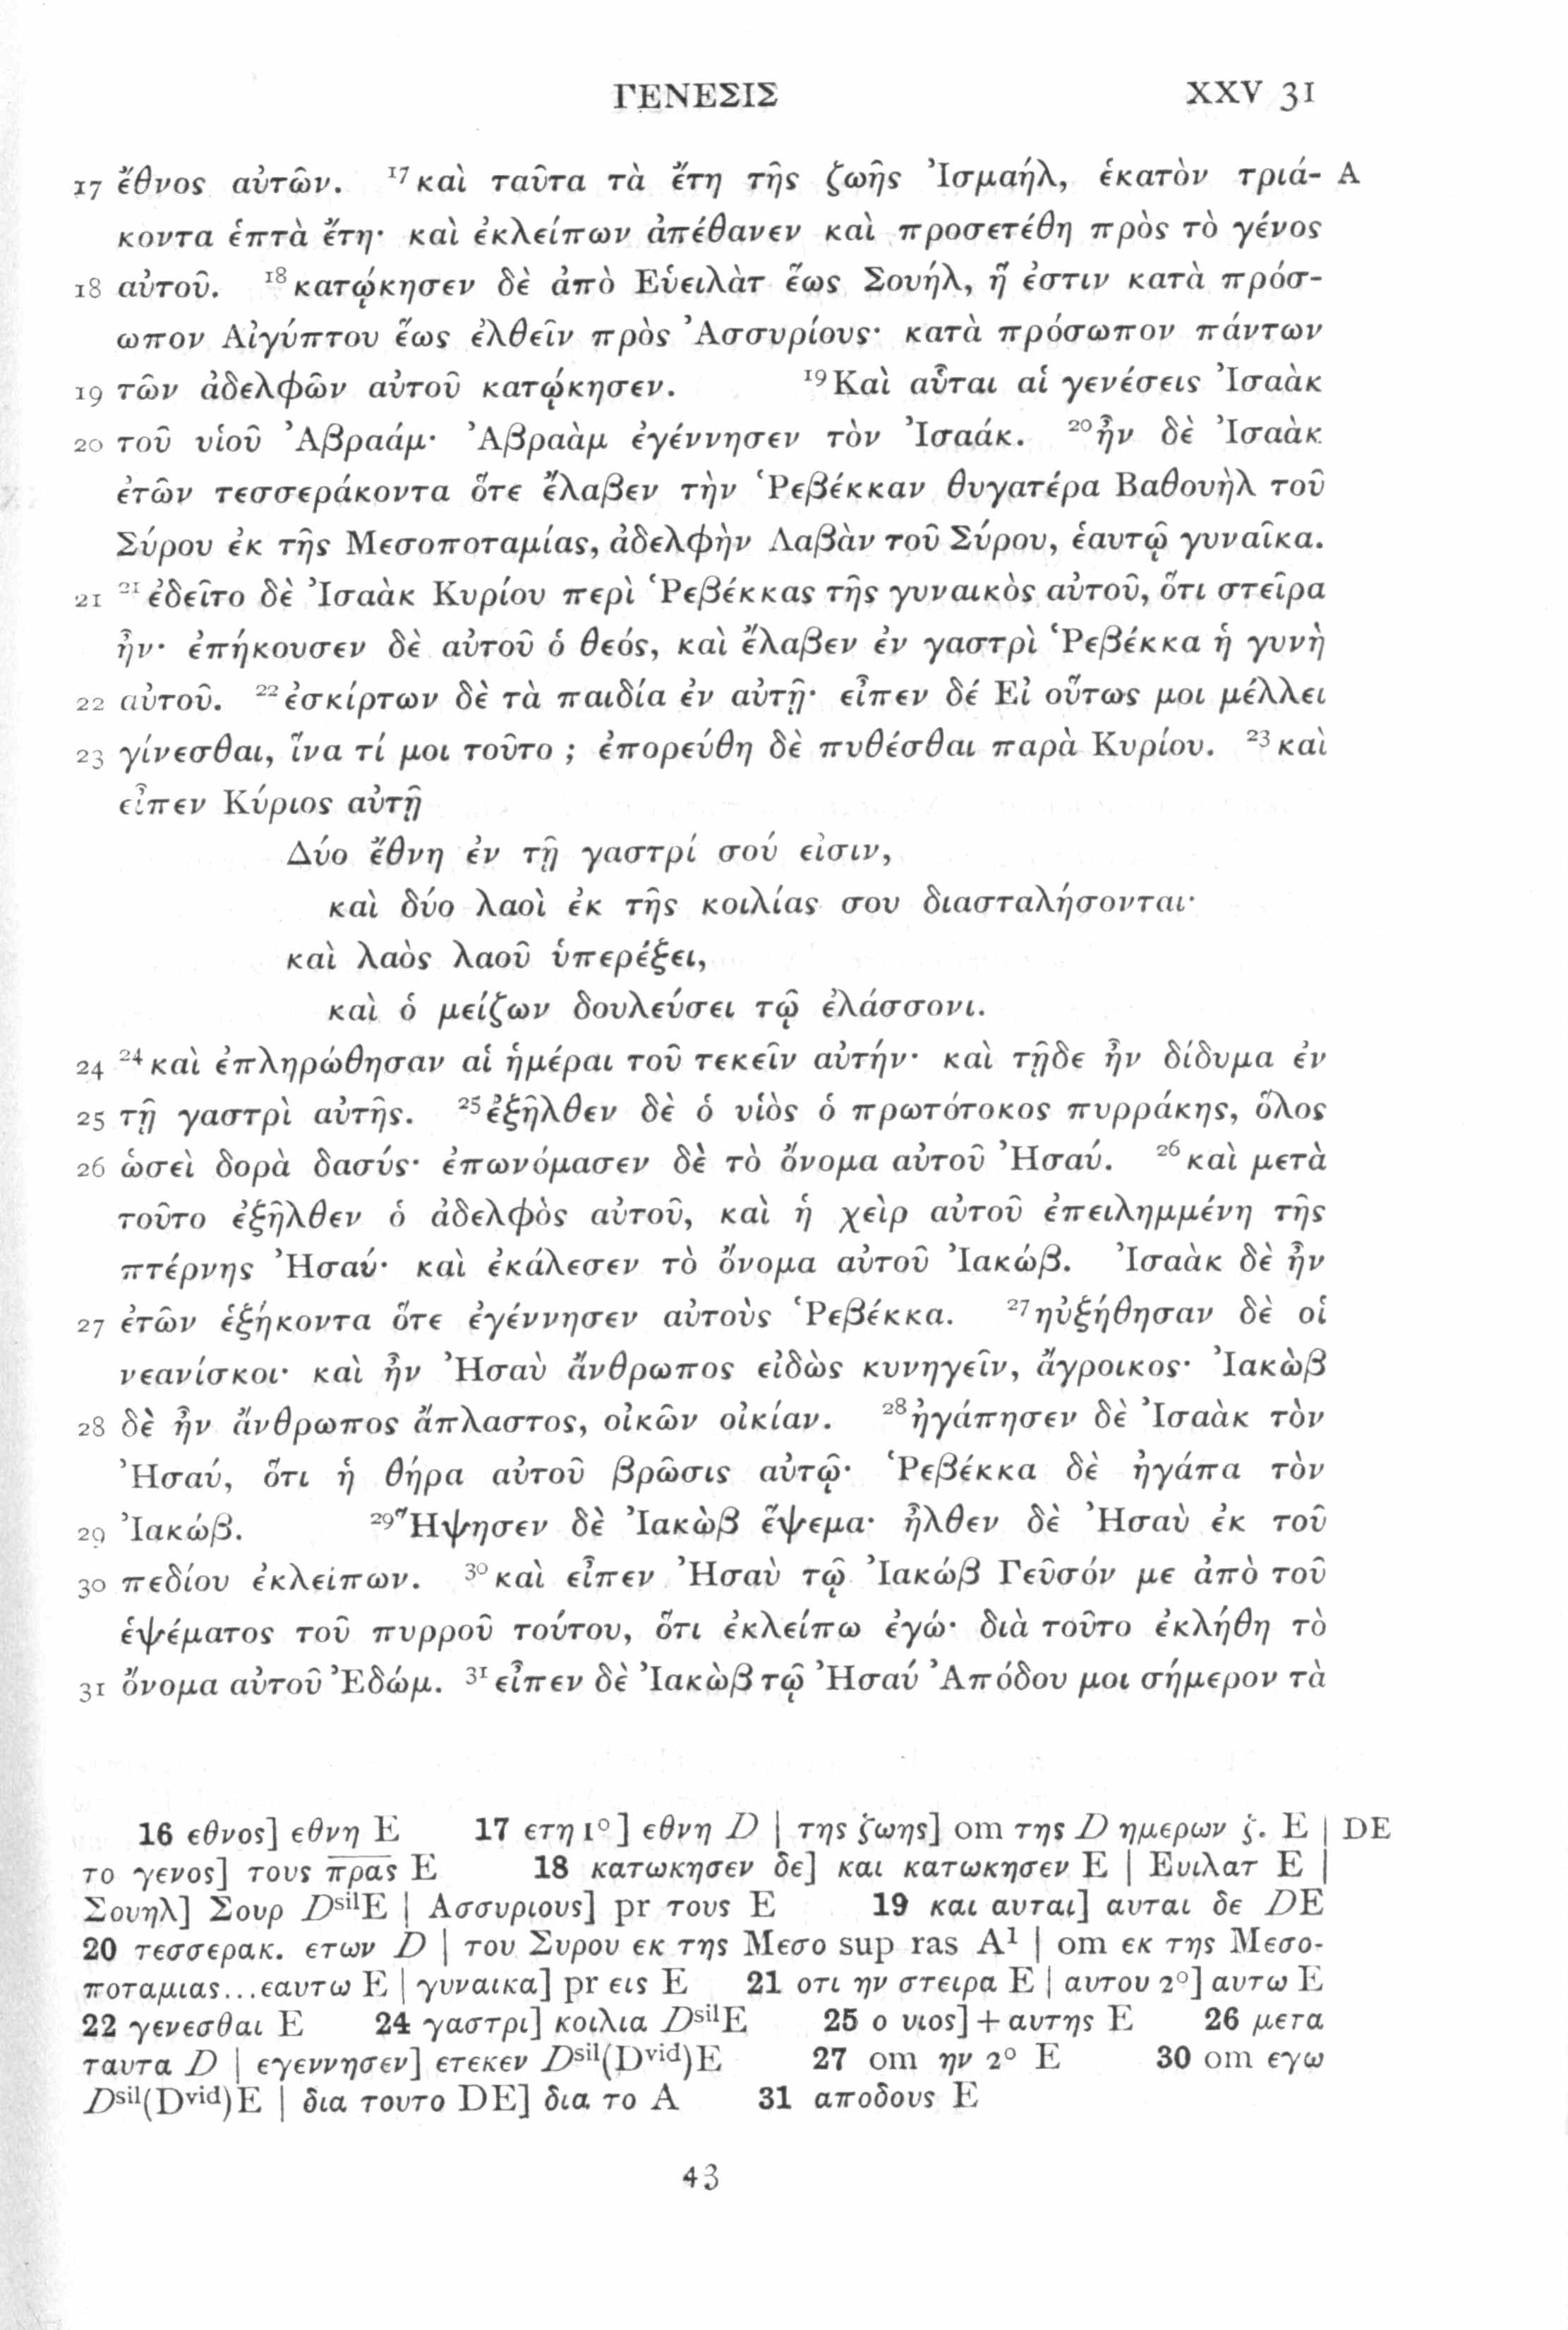 ΓΕΝΕΣΙΣ XXV 31
17 ἔθνος αὐτῶν. ¹⁷καὶ ταῦτα τὰ ἔτη τῆς ζωῆς Ἰσμαήλ, ἑκατὸν τριά- A
κοντα ἑπτὰ ἔτη· καὶ ἐκλείπων ἀπέθανεν καὶ προσετέθη πρὸς τὸ γένος
18 αὐτοῦ. ¹⁸κατῴκησεν δὲ ἀπὸ Εὑειλὰτ ἕως Σουήλ, ἥ ἐστιν κατὰ πρόσ-
ωπον Αἰγύπτου ἕως ἐλθεῖν πρὸς Ἀσσυρίους· κατὰ πρόσωπον πάντων
19 τῶν ἀδελφῶν αὐτοῦ κατῴκησεν. ¹⁹Καὶ αὗται αἱ γενέσεις Ἰσαὰκ
20 τοῦ υἱοῦ Ἀβραάμ· Ἀβραὰμ ἐγέννησεν τὸν Ἰσαάκ. ²⁰ἦν δὲ Ἰσαὰκ
ἐτῶν τεσσεράκοντα ὅτε ἔλαβεν τὴν Ῥεβέκκαν θυγατέρα Βαθουὴλ τοῦ
Σύρου ἐκ τῆς Μεσοποταμίας, ἀδελφὴν Λαβὰν τοῦ Σύρου, ἑαυτῷ γυναῖκα.
21 ²¹ἐδεῖτο δὲ Ἰσαὰκ Κυρίου περὶ Ῥεβέκκας τῆς γυναικὸς αὐτοῦ, ὅτι στεῖρα
ἦν· ἐπήκουσεν δὲ αὐτοῦ ὁ θεός, καὶ ἔλαβεν ἐν γαστρὶ Ῥεβέκκα ἡ γυνὴ
22 αὐτοῦ. ²²ἐσκίρτων δὲ τὰ παιδία ἐν αὐτῇ· εἶπεν δέ Εἰ οὕτως μοι μέλλει
23 γίνεσθαι, ἵνα τί μοι τοῦτο ; ἐπορεύθη δὲ πυθέσθαι παρὰ Κυρίου. ²³καὶ
εἶπεν Κύριος αὐτῇ
Δύο ἔθνη ἐν τῇ γαστρί σού εἰσιν,
καὶ δύο λαοὶ ἐκ τῆς κοιλίας σου διασταλήσονται·
καὶ λαὸς λαοῦ ὑπερέξει,
καὶ ὁ μείζων δουλεύσει τῷ ἐλάσσονι.
24 ²⁴καὶ ἐπληρώθησαν αἱ ἡμέραι τοῦ τεκεῖν αὐτήν· καὶ τῇδε ἦν δίδυμα ἐν
25 τῇ γαστρὶ αὐτῆς. ²⁵ἐξῆλθεν δὲ ὁ υἱὸς ὁ πρωτότοκος πυρράκης, ὅλος
26 ὡσεὶ δορὰ δασύς· ἐπωνόμασεν δὲ τὸ ὄνομα αὐτοῦ Ἠσαύ. ²⁶καὶ μετὰ
τοῦτο ἐξῆλθεν ὁ ἀδελφὸς αὐτοῦ, καὶ ἡ χεὶρ αὐτοῦ ἐπειλημμένη τῆς
πτέρνης Ἠσαύ· καὶ ἐκάλεσεν τὸ ὄνομα αὐτοῦ Ἰακώβ. Ἰσαὰκ δὲ ἦν
27 ἐτῶν ἑξήκοντα ὅτε ἐγέννησεν αὐτοὺς Ῥεβέκκα. ²⁷ηὐξήθησαν δὲ οἱ
νεανίσκοι· καὶ ἦν Ἠσαὺ ἄνθρωπος εἰδὼς κυνηγεῖν, ἄγροικος· Ἰακὼβ
28 δὲ ἦν ἄνθρωπος ἄπλαστος, οἰκῶν οἰκίαν. ²⁸ἠγάπησεν δὲ Ἰσαὰκ τὸν
Ἠσαύ, ὅτι ἡ θήρα αὐτοῦ βρῶσις αὐτῷ· Ῥεβέκκα δὲ ἠγάπα τὸν
29 Ἰακώβ. ²⁹Ἥψησεν δὲ Ἰακὼβ ἕψεμα· ἦλθεν δὲ Ἠσαὺ ἐκ τοῦ
30 πεδίου ἐκλείπων. ³⁰καὶ εἶπεν Ἠσαὺ τῷ Ἰακώβ Γεῦσόν με ἀπὸ τοῦ
ἑψέματος τοῦ πυρροῦ τούτου, ὅτι ἐκλείπω ἐγώ· διὰ τοῦτο ἐκλήθη τὸ
31 ὄνομα αὐτοῦ Ἐδώμ. ³¹εἶπεν δὲ Ἰακὼβ τῷ Ἠσαύ Ἀπόδου μοι σήμερον τὰ
16 εθνος] εθνη E 17 ετη 1°] εθνη D | της ζωης] om της D ημερων ζ. E | DE
το γενος] τους π̅ρ̅α̅ς E 18 κατωκησεν δε] και κατωκησεν E | Ευιλατ E |
Σουηλ] Σουρ DsilE | Ασσυριους] pr τους E 19 και αυται] αυται δε DE
20 τεσσερακ. ετων D | του Συρου εκ της Μεσο sup ras A¹ | om εκ της Μεσο-
ποταμιας...εαυτω E | γυναικα] pr εις E 21 οτι ην στειρα E | αυτου 2°] αυτω E
22 γενεσθαι E 24 γαστρι] κοιλια DsilE 25 ο υιος] + αυτης E 26 μετα
ταυτα D | εγεννησεν] ετεκεν Dsil(Dvid)E 27 om ην 2° E 30 om εγω
Dsil(Dvid)E | δια τουτο DE] δια το A 31 αποδους E
43